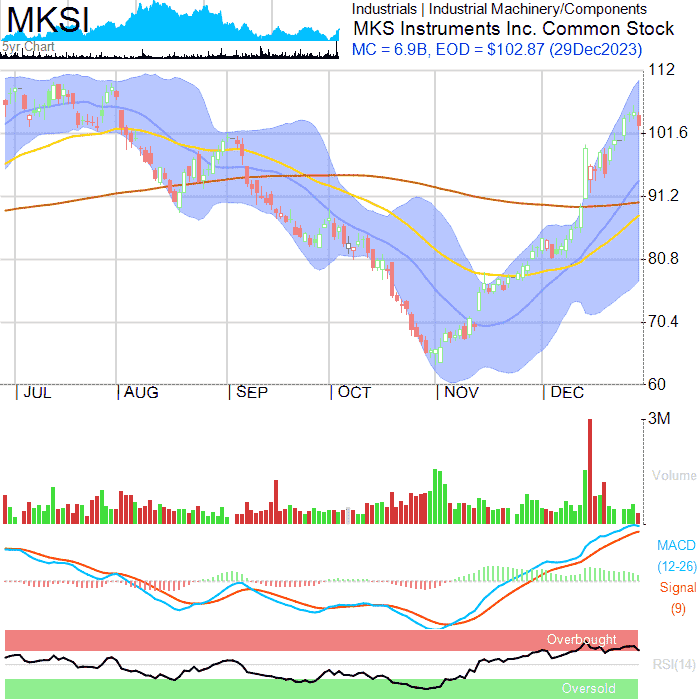 MKSI
5yr Chart
Industrials | Industrial Machinery/Components
MKS Instruments Inc. Common Stock
MC = 6.9B, EOD = $102.87 (29Dec2023)
112
101.6
91.2
80.8
70.4
60
JUL AUG SEP OCT NOV DEC
3M
Volume
MACD
(12-26)
Signal
(9)
Overbought
RSI(14)
Oversold